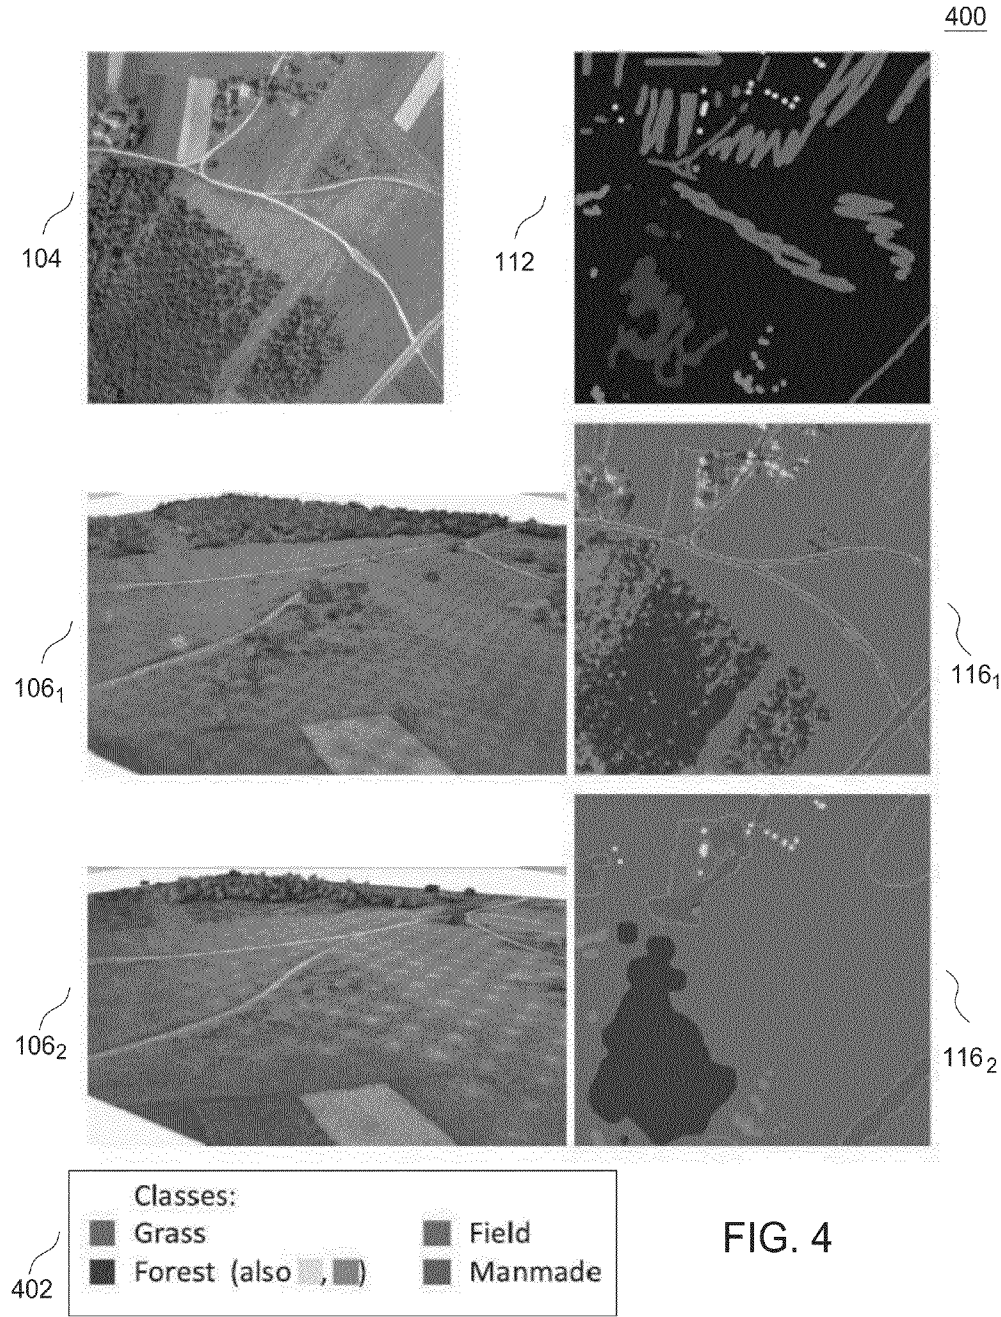 400
104
112
106₁
116₁
106₂
116₂
402
Classes:
Grass
Field
Forest (also , )
Manmade
FIG. 4